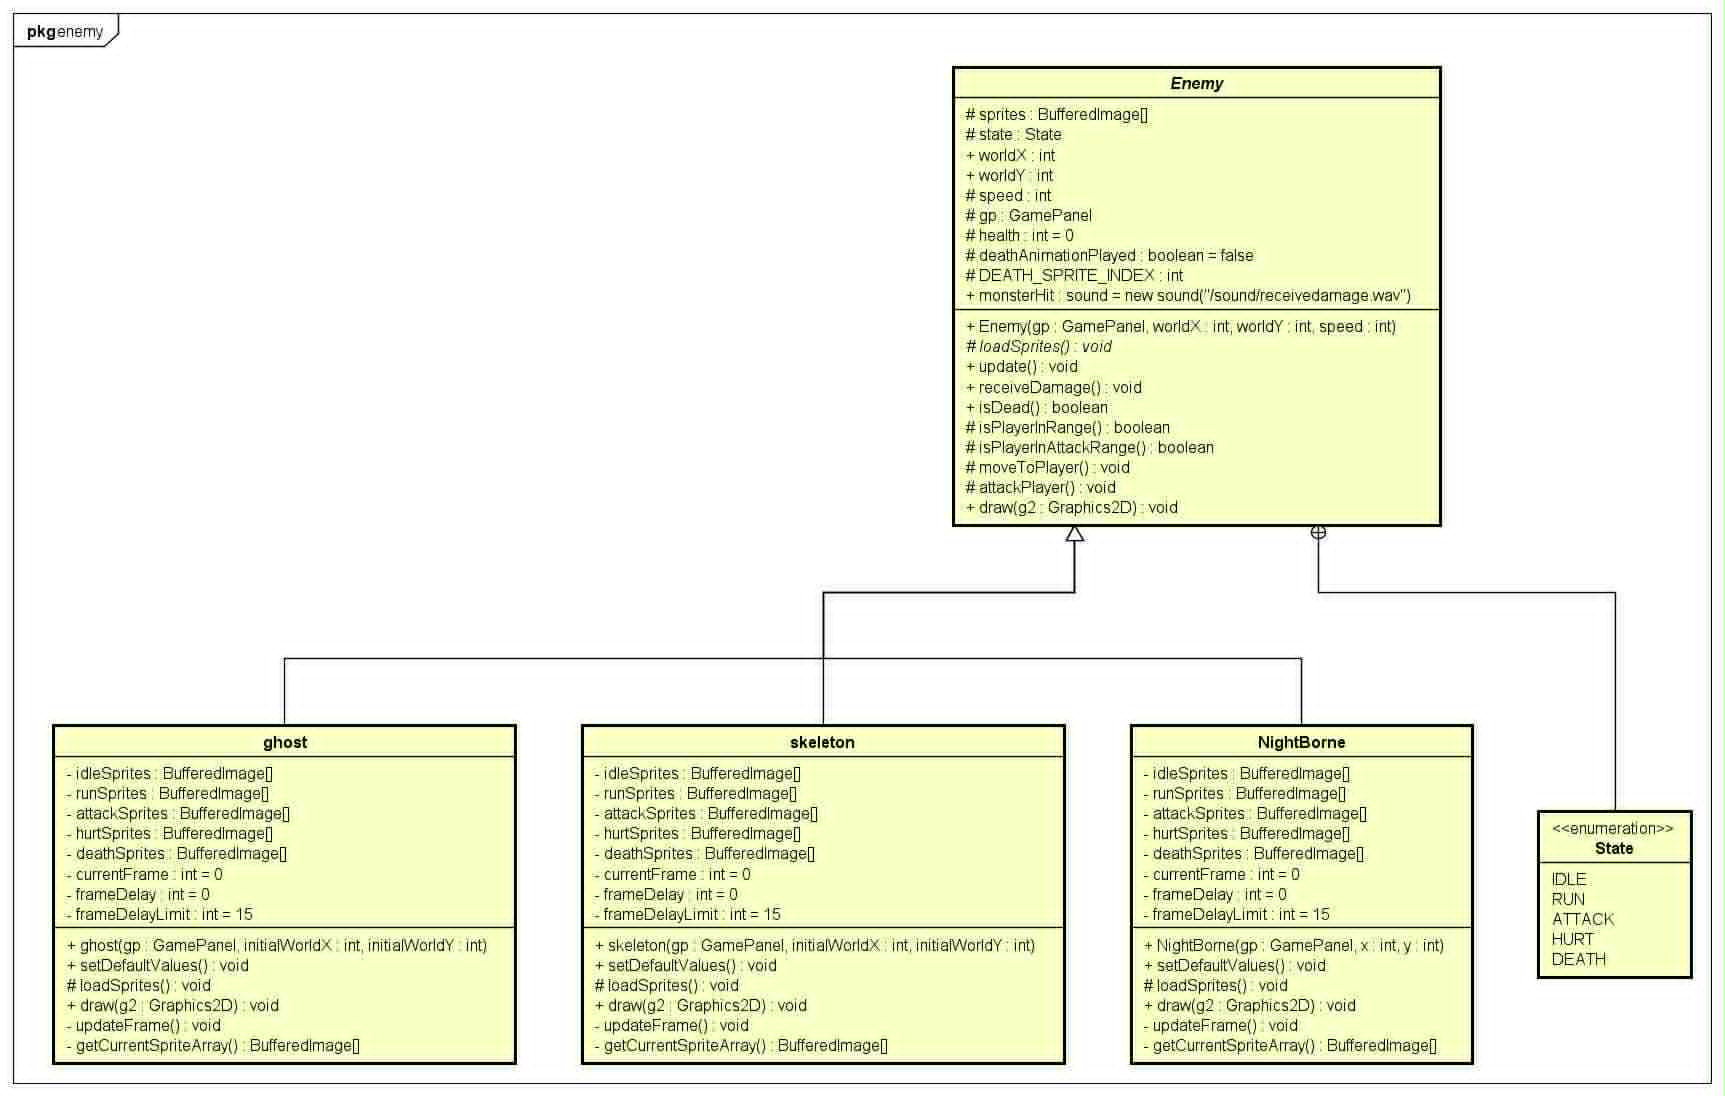 pkg enemy
Enemy
# sprites : BufferedImage[]
# state : State
+ worldX : int
+ worldY : int
# speed : int
# gp : GamePanel
# health : int = 0
# deathAnimationPlayed : boolean = false
# DEATH_SPRITE_INDEX : int
+ monsterHit : sound = new sound("/sound/receivedamage.wav")
+ Enemy(gp : GamePanel, worldX : int, worldY : int, speed : int)
# loadSprites() : void
+ update() : void
+ receiveDamage() : void
+ isDead() : boolean
# isPlayerInRange() : boolean
# isPlayerInAttackRange() : boolean
# moveToPlayer() : void
# attackPlayer() : void
+ draw(g2 : Graphics2D) : void
ghost
- idleSprites : BufferedImage[]
- runSprites : BufferedImage[]
- attackSprites : BufferedImage[]
- hurtSprites : BufferedImage[]
- deathSprites : BufferedImage[]
- currentFrame : int = 0
- frameDelay : int = 0
- frameDelayLimit : int = 15
+ ghost(gp : GamePanel, initialWorldX : int, initialWorldY : int)
+ setDefaultValues() : void
# loadSprites() : void
+ draw(g2 : Graphics2D) : void
- updateFrame() : void
- getCurrentSpriteArray() : BufferedImage[]
skeleton
- idleSprites : BufferedImage[]
- runSprites : BufferedImage[]
- attackSprites : BufferedImage[]
- hurtSprites : BufferedImage[]
- deathSprites : BufferedImage[]
- currentFrame : int = 0
- frameDelay : int = 0
- frameDelayLimit : int = 15
+ skeleton(gp : GamePanel, initialWorldX : int, initialWorldY : int)
+ setDefaultValues() : void
# loadSprites() : void
+ draw(g2 : Graphics2D) : void
- updateFrame() : void
- getCurrentSpriteArray() : BufferedImage[]
NightBorne
- idleSprites : BufferedImage[]
- runSprites : BufferedImage[]
- attackSprites : BufferedImage[]
- hurtSprites : BufferedImage[]
- deathSprites : BufferedImage[]
- currentFrame : int = 0
- frameDelay : int = 0
- frameDelayLimit : int = 15
+ NightBorne(gp : GamePanel, x : int, y : int)
+ setDefaultValues() : void
# loadSprites() : void
+ draw(g2 : Graphics2D) : void
- updateFrame() : void
- getCurrentSpriteArray() : BufferedImage[]
<<enumeration>>
State
IDLE
RUN
ATTACK
HURT
DEATH